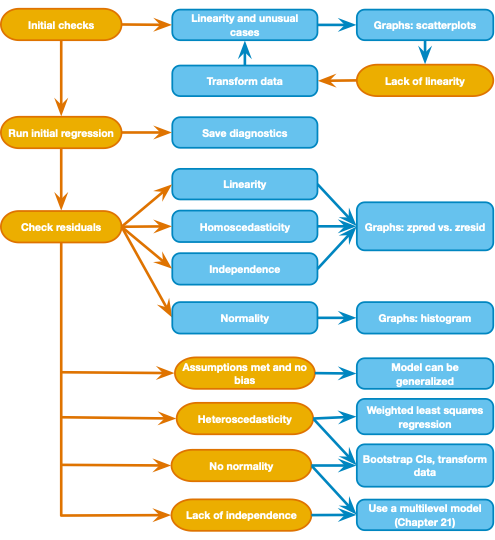 Initial checks
Linearity and unusual
cases
Graphs: scatterplots
Transform data
Lack of linearity
Run initial regression
Save diagnostics
Linearity
Check residuals
Homoscedasticity
Graphs: zpred vs. zresid
Independence
Normality
Graphs: histogram
Assumptions met and no
bias
Model can be
generalized
Heteroscedasticity
Weighted least squares
regression
No normality
Bootstrap CIs, transform
data
Lack of independence
Use a multilevel model
(Chapter 21)